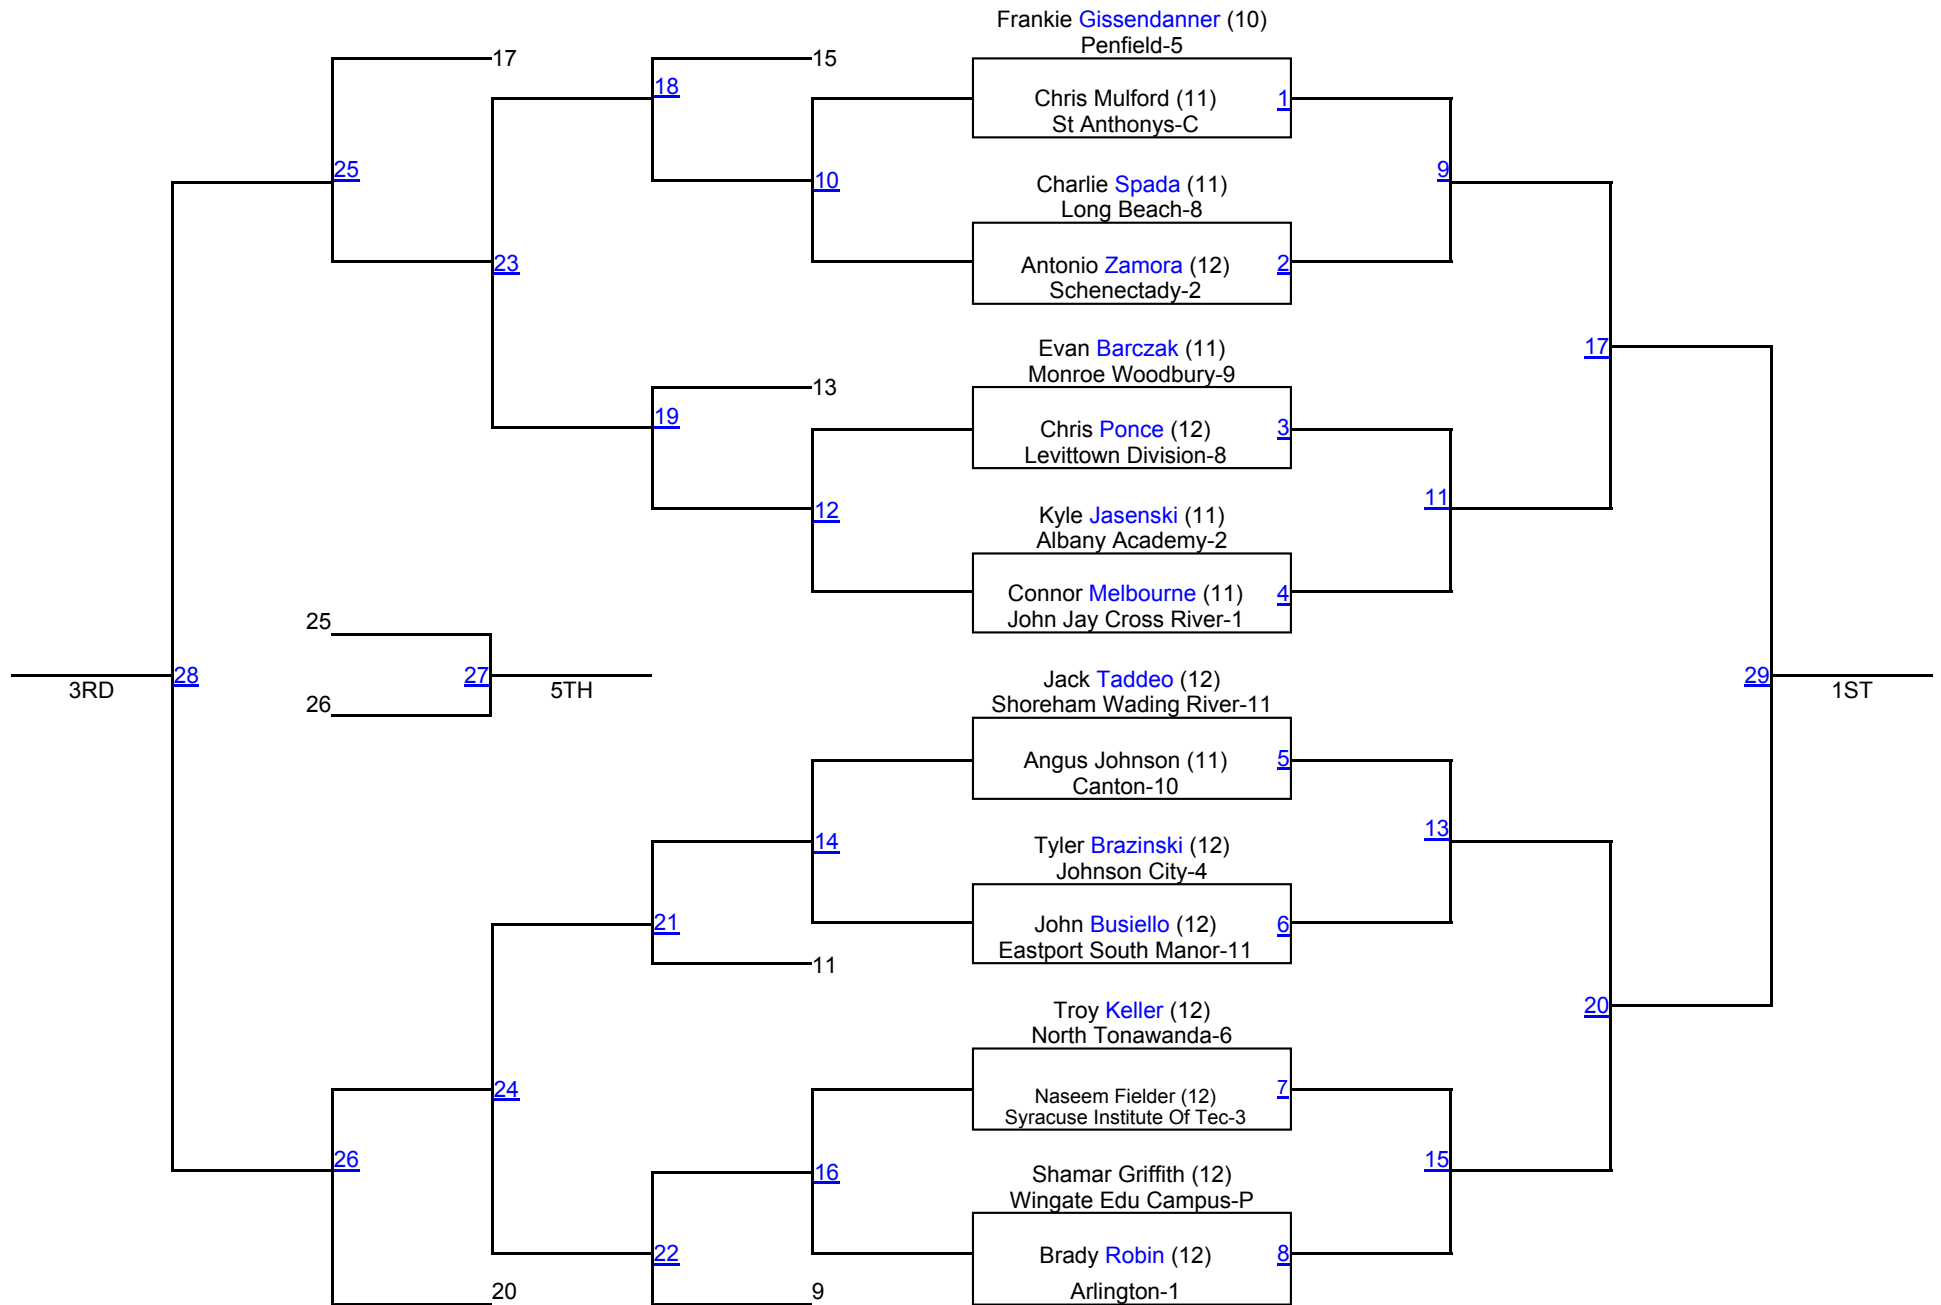 Frankie Gissendanner (10)
Penfield-5
17
15
18
Chris Mulford (11)
1
St Anthonys-C
25
10
Charlie Spada (11)
9
Long Beach-8
23
Antonio Zamora (12)
2
Schenectady-2
Evan Barczak (11)
17
Monroe Woodbury-9
13
19
Chris Ponce (12)
3
Levittown Division-8
12
Kyle Jasenski (11)
11
Albany Academy-2
Connor Melbourne (11)
4
John Jay Cross River-1
25
28
27
Jack Taddeo (12)
29
3RD
5TH
1ST
26
Shoreham Wading River-11
Angus Johnson (11)
5
Canton-10
14
Tyler Brazinski (12)
13
Johnson City-4
21
John Busiello (12)
6
Eastport South Manor-11
11
Troy Keller (12)
20
North Tonawanda-6
24
Naseem Fielder (12)
7
Syracuse Institute Of Tec-3
26
16
Shamar Griffith (12)
15
Wingate Edu Campus-P
22
Brady Robin (12)
8
20
9
Arlington-1